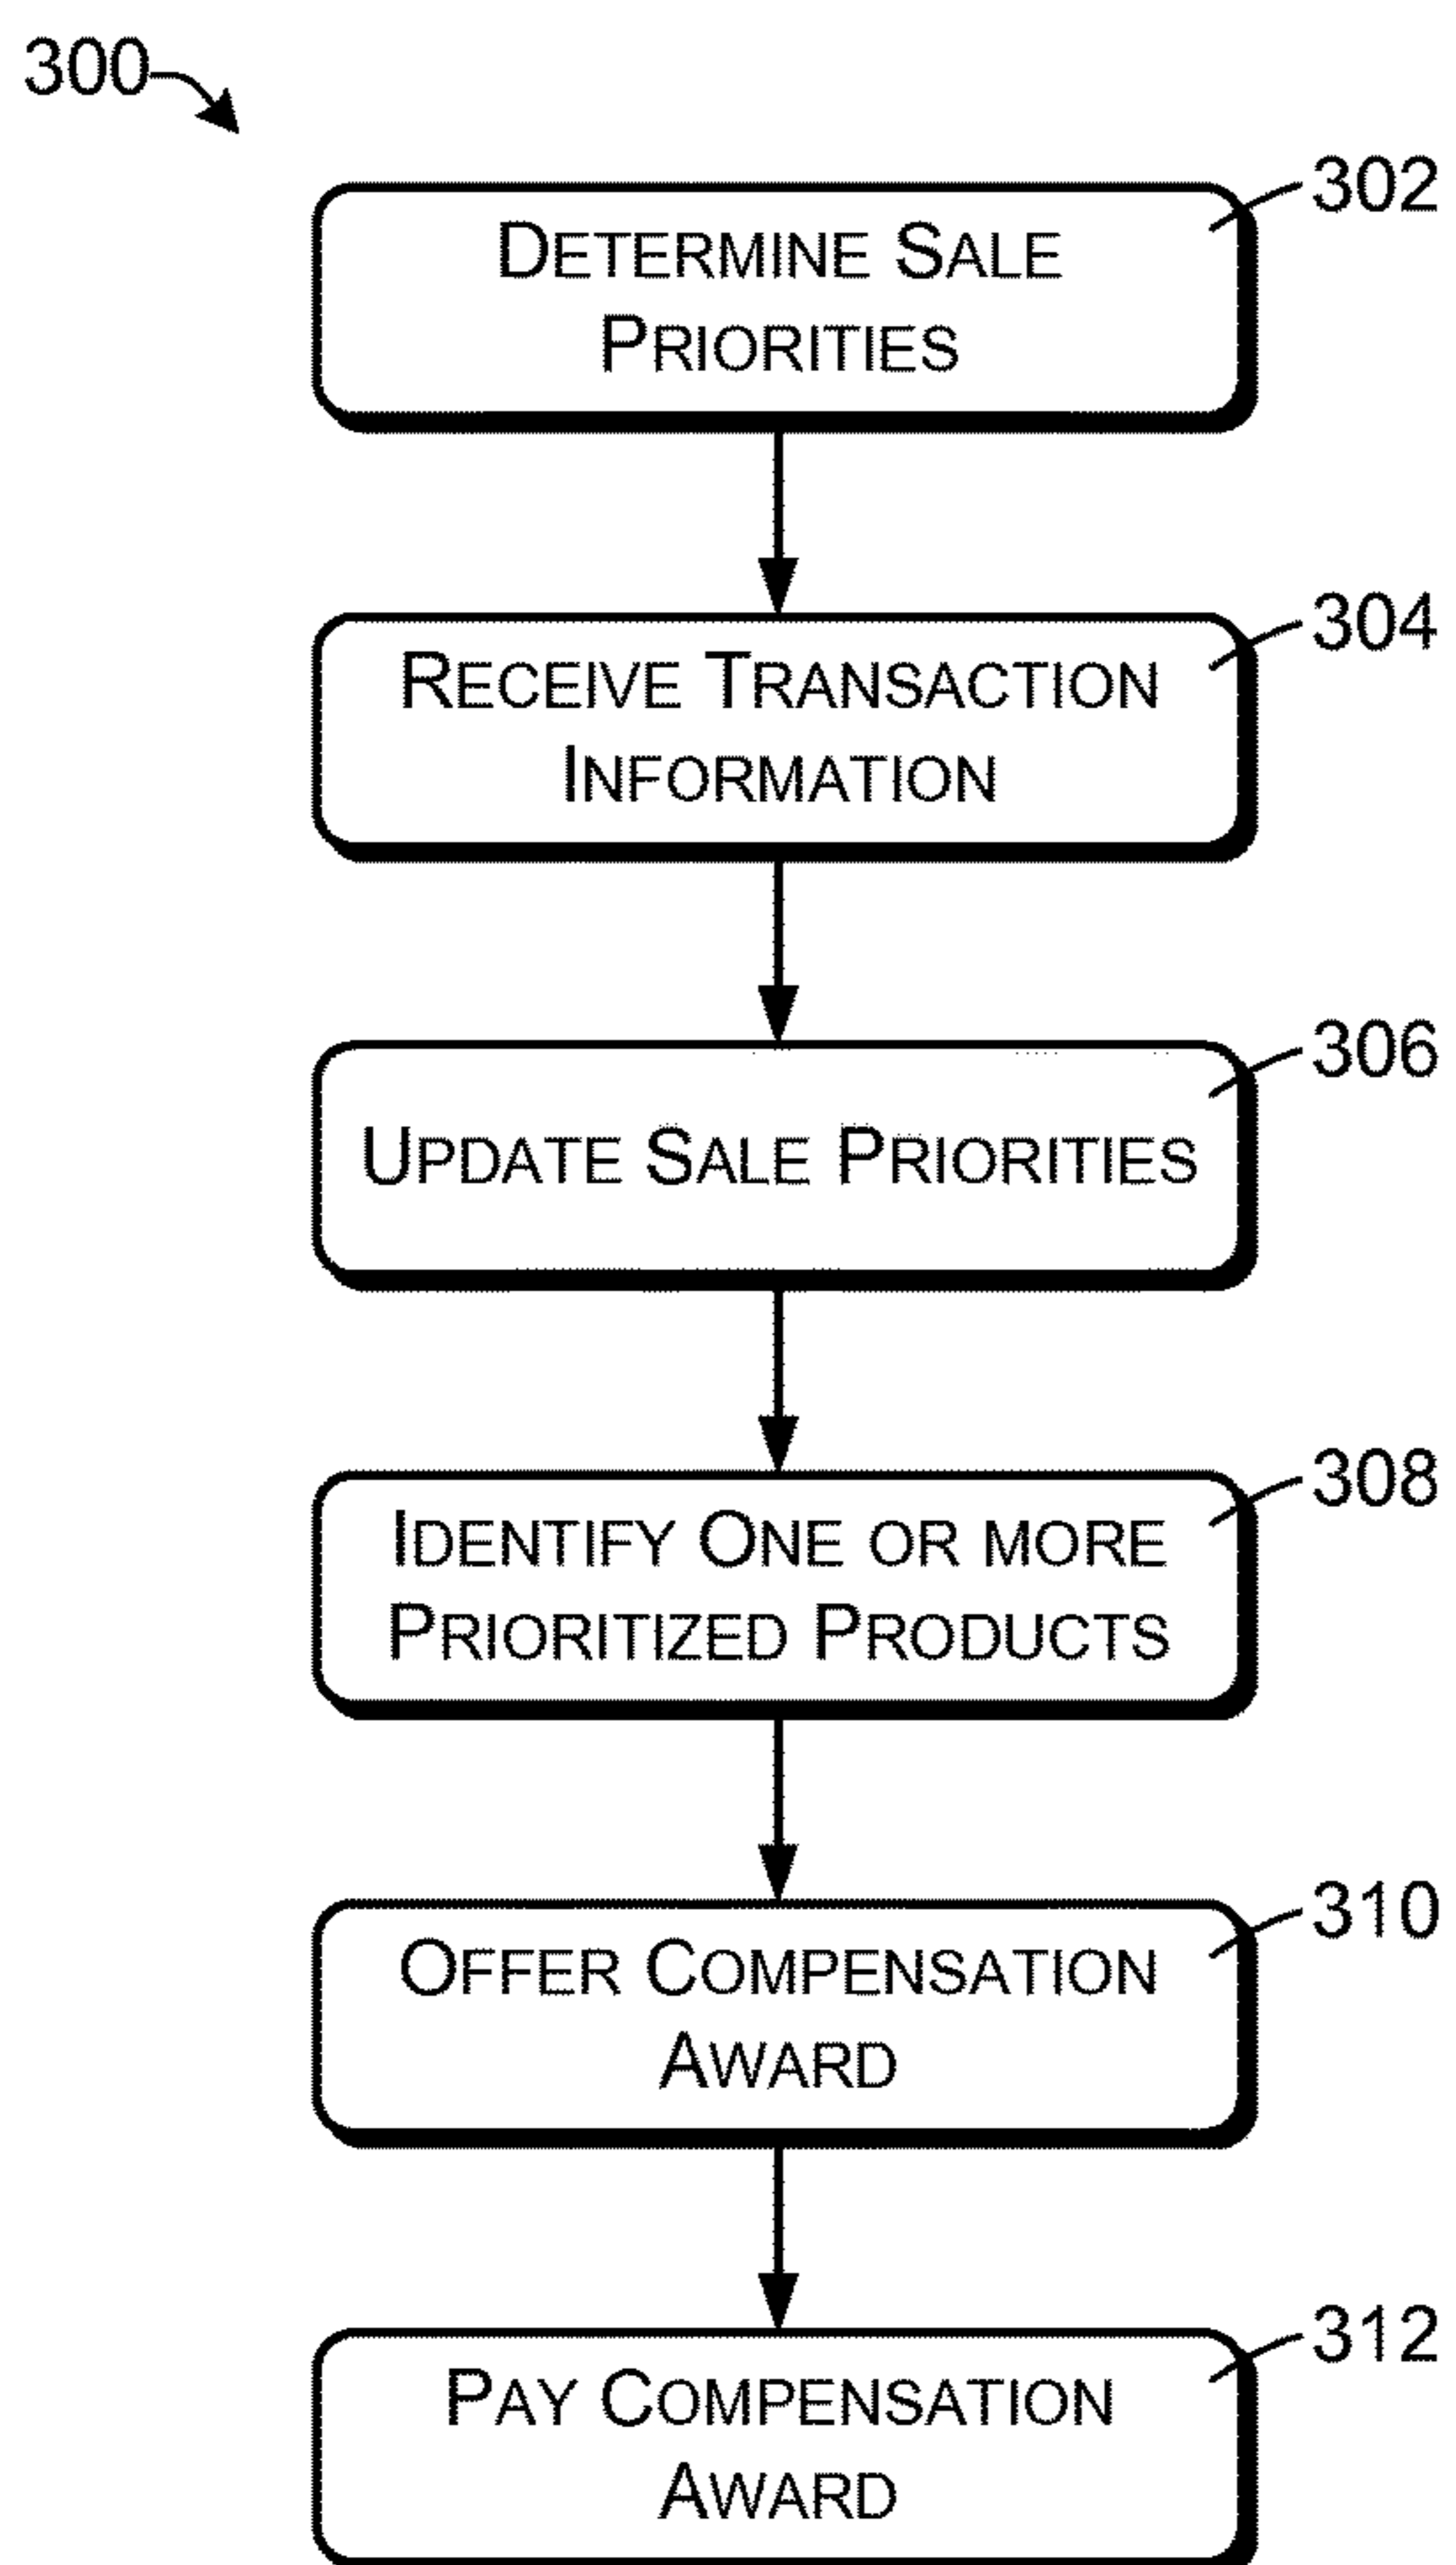 300
302
DETERMINE SALE
PRIORITIES
304
RECEIVE TRANSACTION
INFORMATION
306
UPDATE SALE PRIORITIES
308
IDENTIFY ONE OR MORE
PRIORITIZED PRODUCTS
310
OFFER COMPENSATION
AWARD
312
PAY COMPENSATION
AWARD